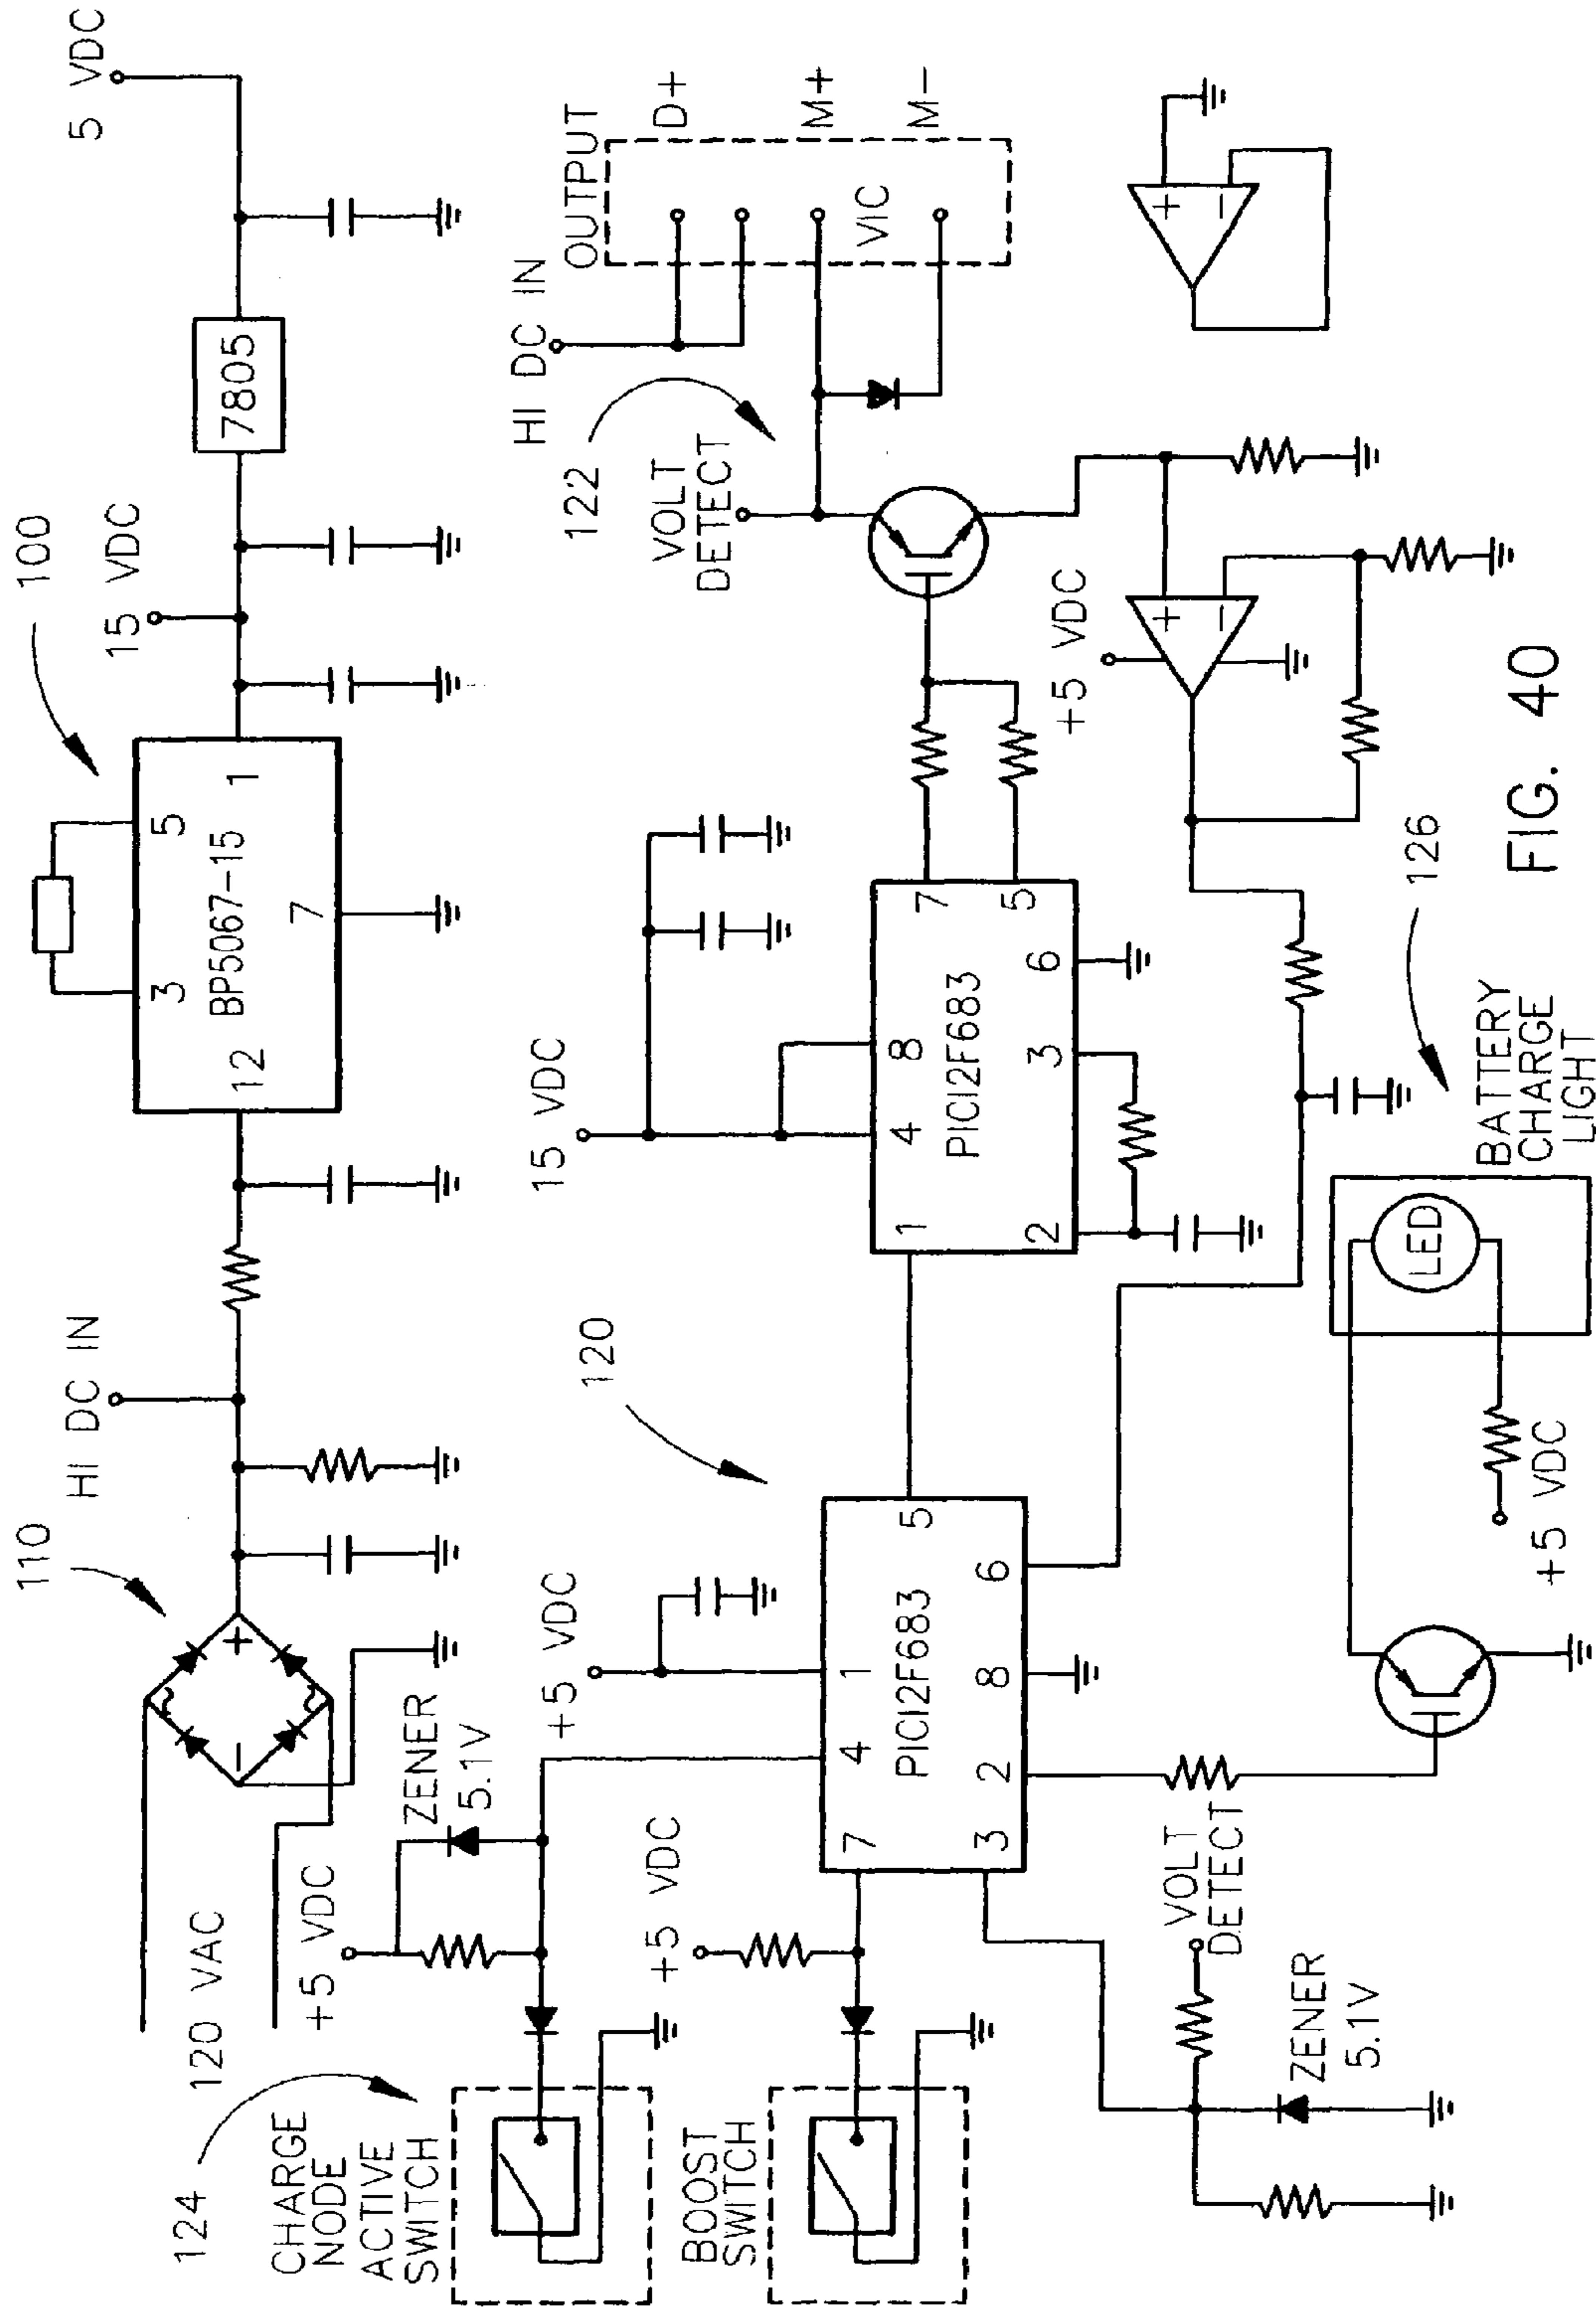 110
HI DC IN
100
15 VDC
5 VDC
120 VAC
+
−
12
3
5
1
7
BP5067-15
7805
124
CHARGE
NODE
ACTIVE
SWITCH
+5 VDC
ZENER
5.1V
+5 VDC
120
15 VDC
122
VOLT
DETECT
HI DC IN
OUTPUT
D+
M+
VIC
M−
BOOST
SWITCH
+5 VDC
7
4
1
5
PIC12F683
3
2
8
6
1
4
8
7
PIC12F683
2
3
6
5
+5 VDC
+
−
+
−
VOLT
DETECT
ZENER
5.1V
+5 VDC
LED
BATTERY
CHARGE
LIGHT
126
FIG. 40